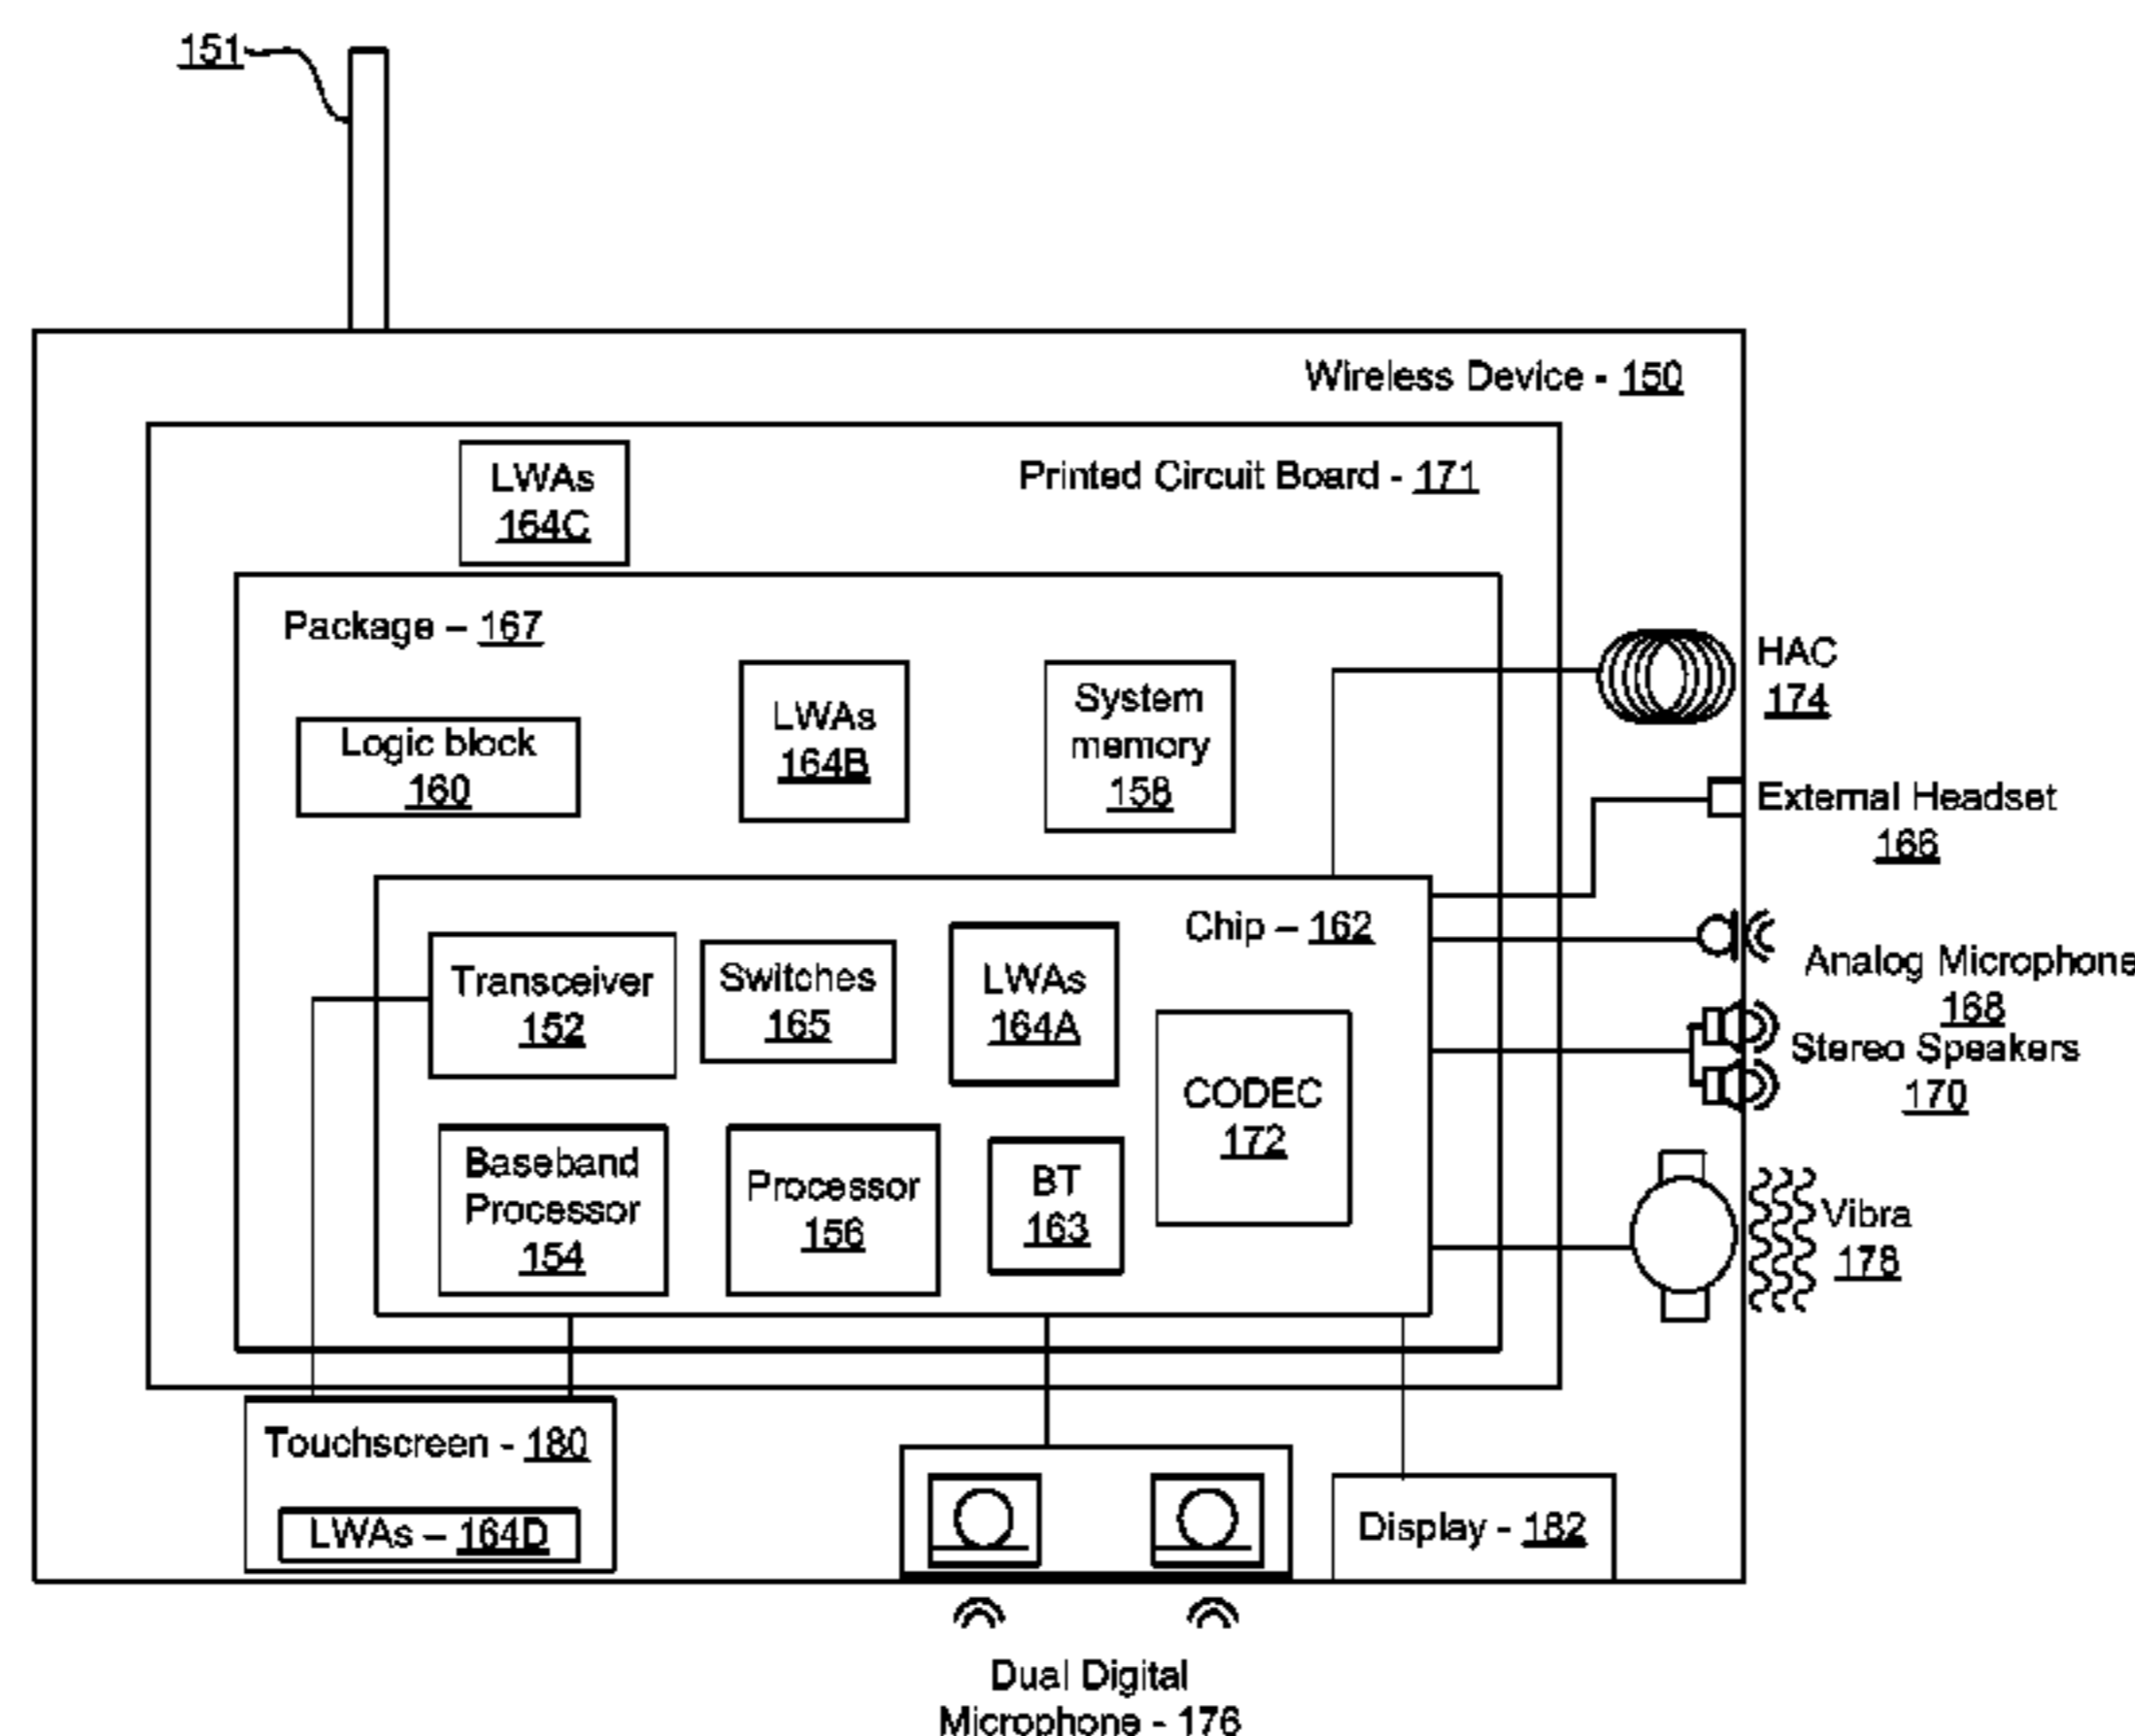 151
Wireless Device - 150
LWAs
164C
Printed Circuit Board - 171
Package – 167
LWAs
164B
System
memory
158
Logic block
160
HAC
174
External Headset
166
Chip – 162
Transceiver
152
Switches
165
LWAs
164A
Analog Microphone
168
Stereo Speakers
170
CODEC
172
Baseband
Processor
154
Processor
156
BT
163
Vibra
178
Touchscreen - 180
LWAs – 164D
Display - 182
Dual Digital
Microphone - 176